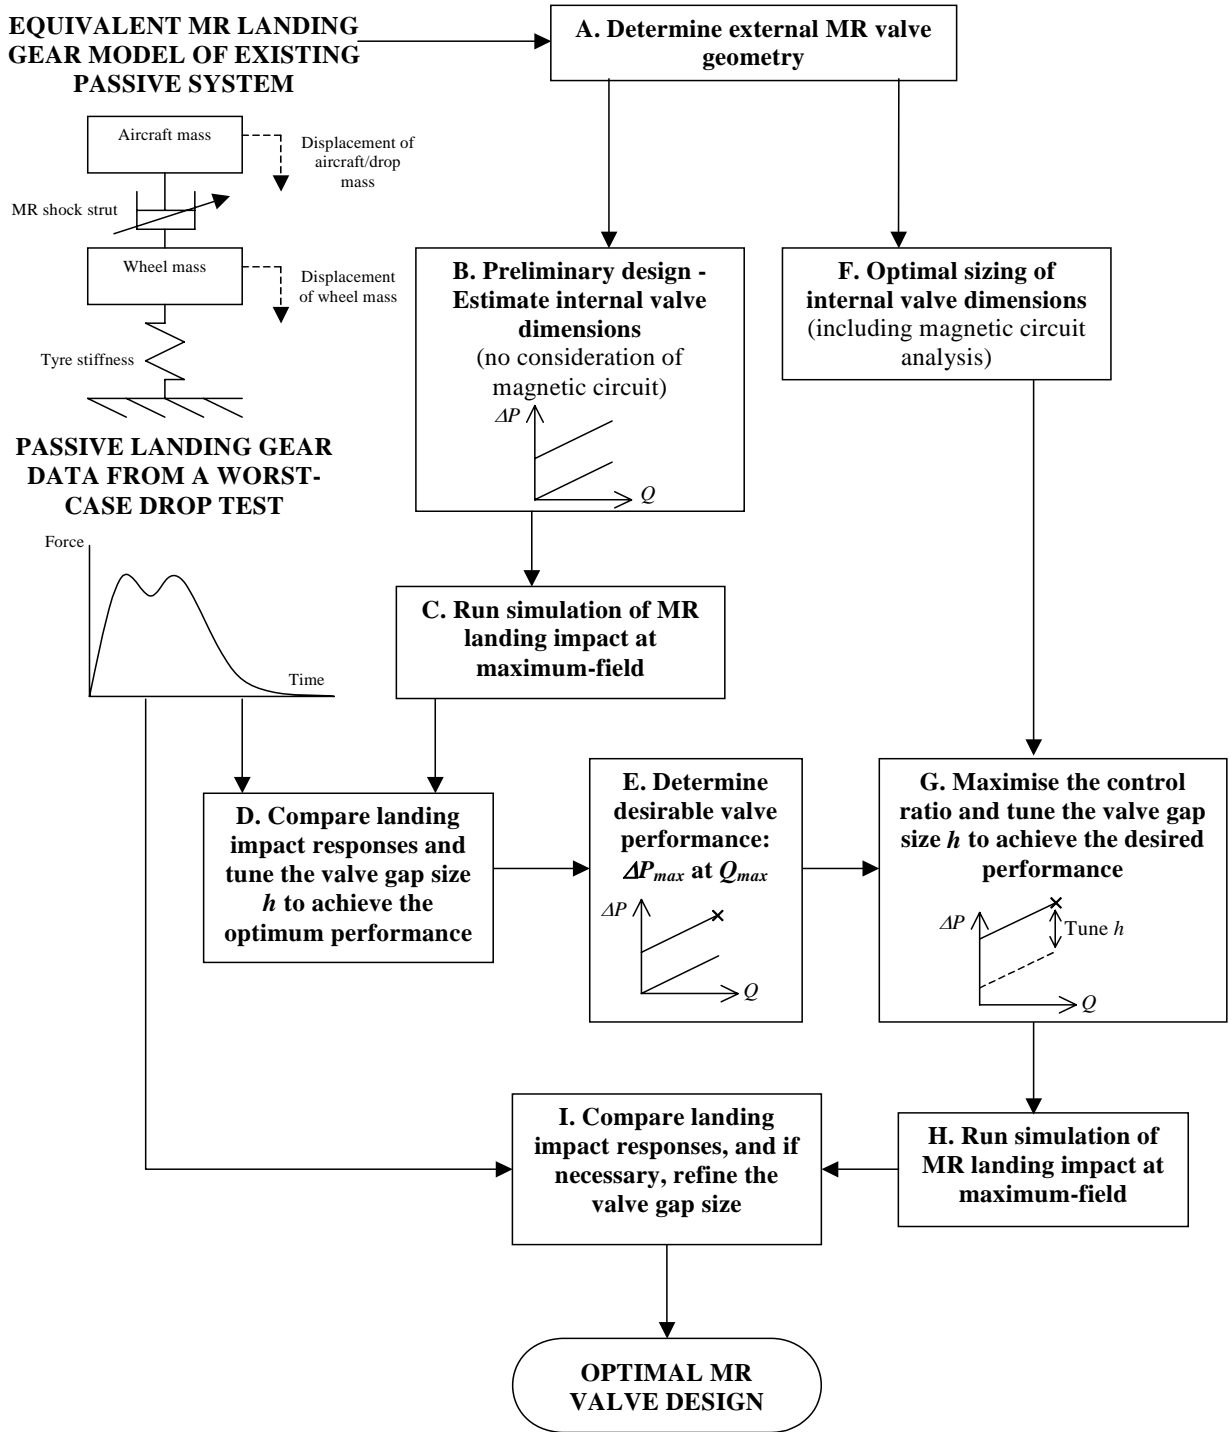 EQUIVALENT MR LANDING
GEAR MODEL OF EXISTING
PASSIVE SYSTEM
A. Determine external MR valve
geometry
Aircraft mass
Displacement of
aircraft/drop
mass
MR shock strut
Wheel mass
Displacement
of wheel mass
Tyre stiffness
B. Preliminary design -
Estimate internal valve
dimensions
(no consideration of
magnetic circuit)
ΔP
Q
F. Optimal sizing of
internal valve dimensions
(including magnetic circuit
analysis)
PASSIVE LANDING GEAR
DATA FROM A WORST-
CASE DROP TEST
Force
Time
C. Run simulation of MR
landing impact at
maximum-field
D. Compare landing
impact responses and
tune the valve gap size
h to achieve the
optimum performance
E. Determine
desirable valve
performance:
ΔPmax at Qmax
ΔP
Q
G. Maximise the control
ratio and tune the valve gap
size h to achieve the desired
performance
ΔP
Tune h
Q
H. Run simulation of
MR landing impact at
maximum-field
I. Compare landing
impact responses, and if
necessary, refine the
valve gap size
OPTIMAL MR
VALVE DESIGN